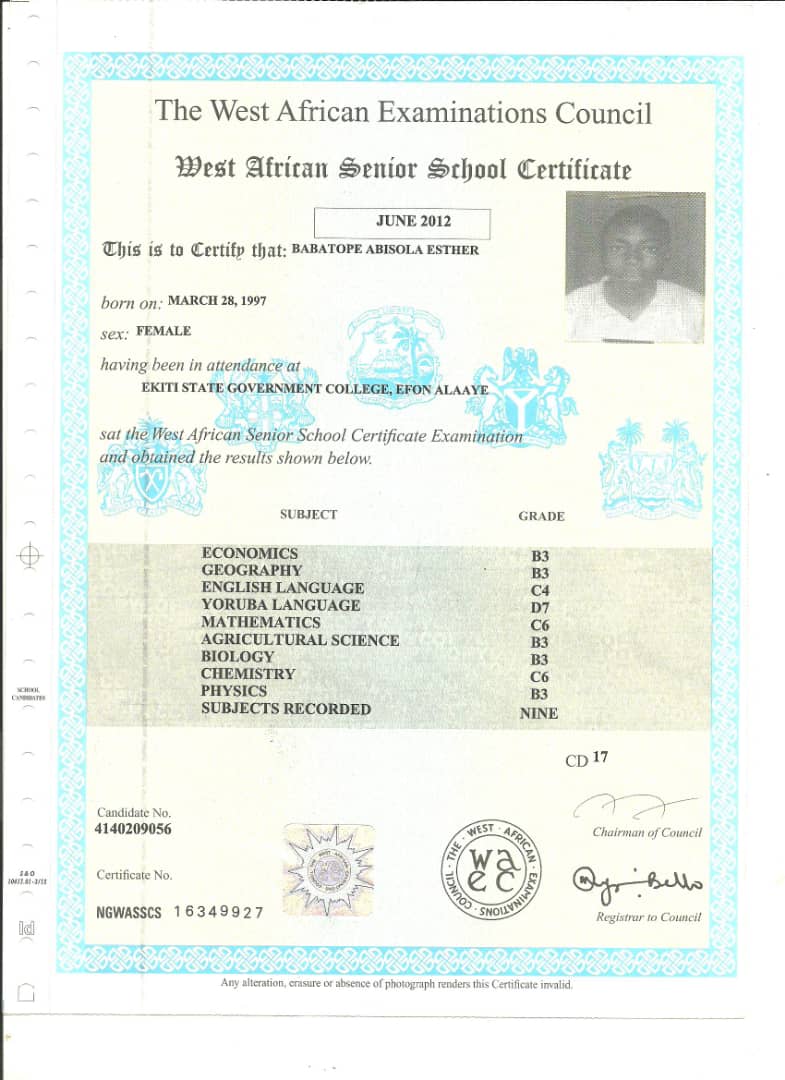 The West African Examinations Council
West African Senior School Certificate
JUNE 2012
This is to Certify that: BABATOPE ABISOLA ESTHER
born on: MARCH 28, 1997
sex: FEMALE
having been in attendance at
EKITI STATE GOVERNMENT COLLEGE, EFON ALAAYE
sat the West African Senior School Certificate Examination
and obtained the results shown below.
SUBJECT GRADE
ECONOMICS B3
GEOGRAPHY B3
ENGLISH LANGUAGE C4
YORUBA LANGUAGE D7
MATHEMATICS C6
AGRICULTURAL SCIENCE B3
BIOLOGY B3
CHEMISTRY C6
PHYSICS B3
SUBJECTS RECORDED NINE
SCHOOL
CANDIDATES
CD 17
Candidate No.
4140209056
Chairman of Council
Certificate No.
NGWASSCS 16349927
THE · WEST · AFRICAN · EXAMINATIONS · COUNCIL ·
wa
ec
Bello
Registrar to Council
S & O
ld
Any alteration, erasure or absence of photograph renders this Certificate invalid.